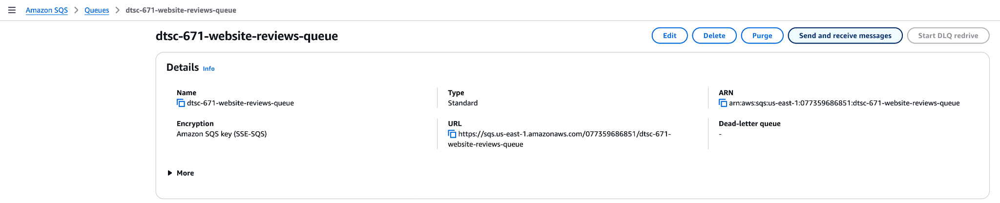 Amazon SQS > Queues > dtsc-671-website-reviews-queue
dtsc-671-website-reviews-queue
Edit Delete Purge Send and receive messages Start DLQ redrive
Details Info
Name
dtsc-671-website-reviews-queue
Type
Standard
ARN
arn:aws:sqs:us-east-1:077359686851:dtsc-671-website-reviews-queue
Encryption
Amazon SQS key (SSE-SQS)
URL
https://sqs.us-east-1.amazonaws.com/077359686851/dtsc-671-
website-reviews-queue
Dead-letter queue
-
More